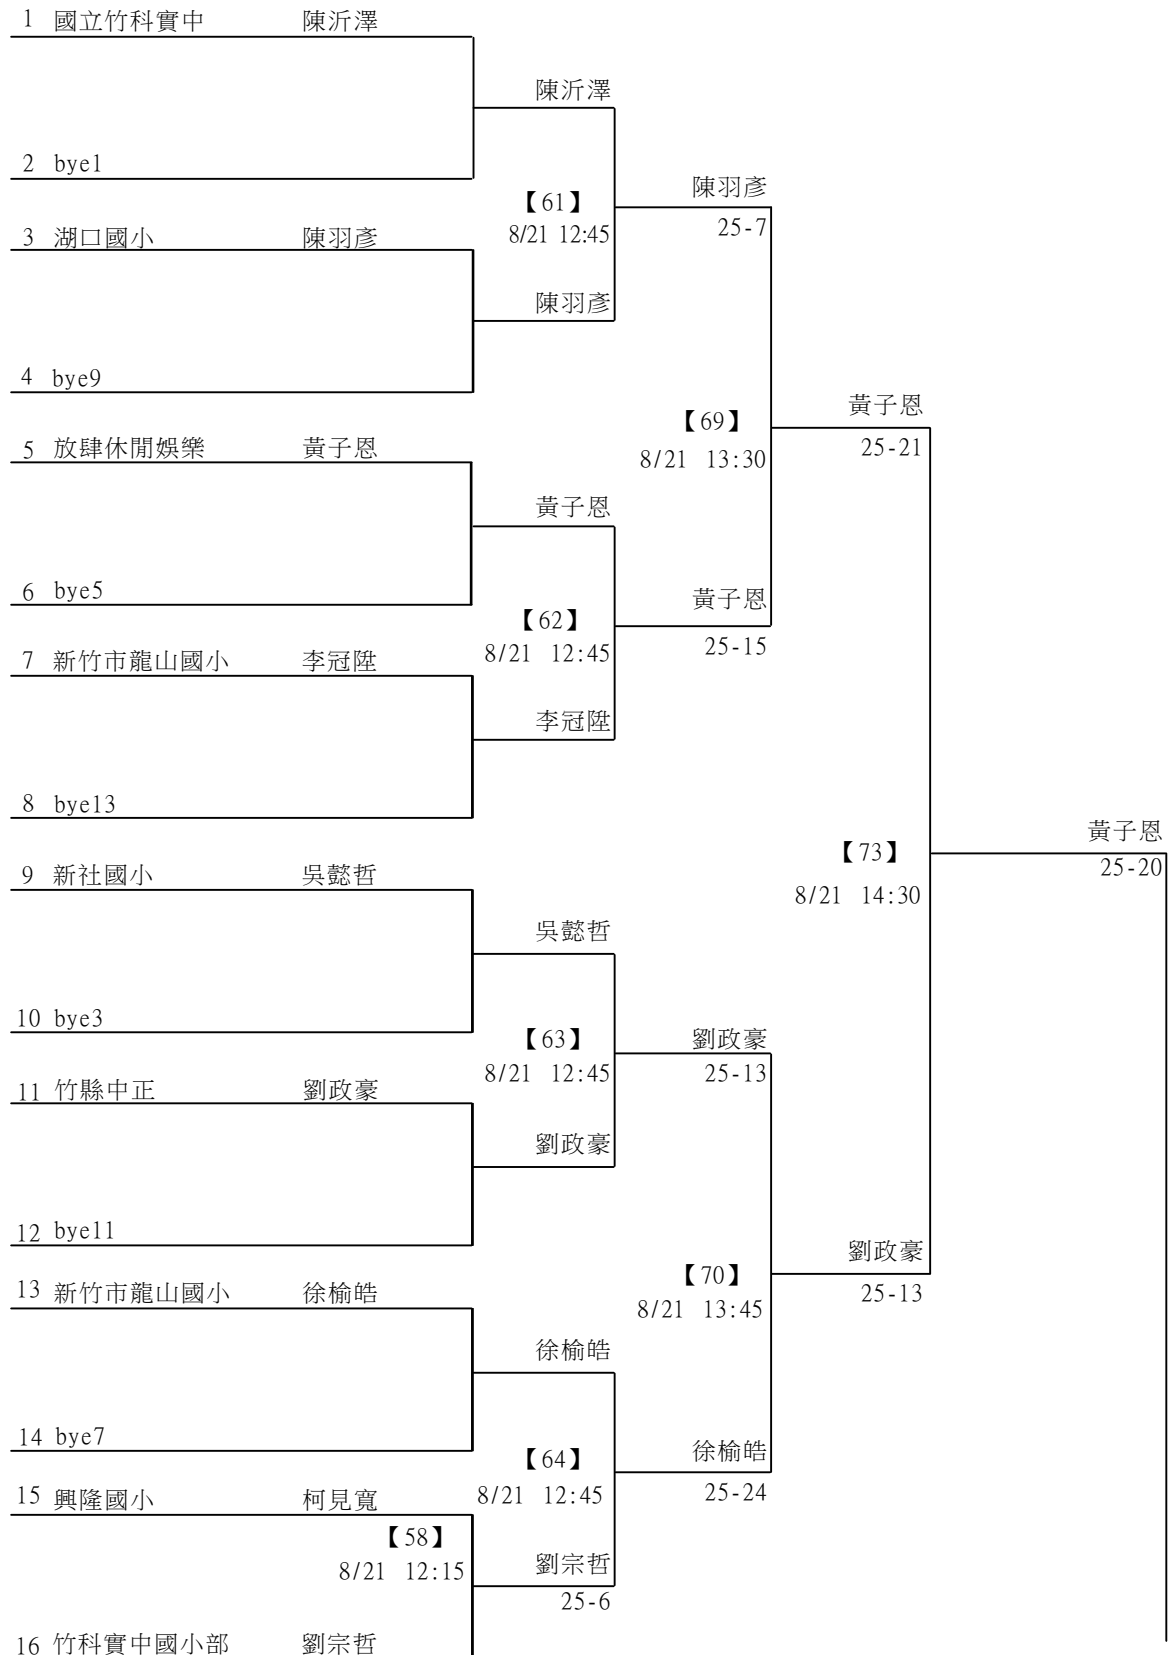 1 國立竹科實中 陳沂澤
陳沂澤
2 bye1
陳羽彥
【61】
25-7
8/21 12:45
3 湖口國小 陳羽彥
陳羽彥
4 bye9
黃子恩
【69】
25-21
8/21 13:30
5 放肆休閒娛樂 黃子恩
黃子恩
6 bye5
黃子恩
【62】
25-15
8/21 12:45
7 新竹市龍山國小 李冠陞
李冠陞
8 bye13
黃子恩
【73】
25-20
8/21 14:30
9 新社國小 吳懿哲
吳懿哲
10 bye3
劉政豪
【63】
25-13
8/21 12:45
11 竹縣中正 劉政豪
劉政豪
12 bye11
劉政豪
【70】
25-13
8/21 13:45
13 新竹市龍山國小 徐榆皓
徐榆皓
14 bye7
徐榆皓
【64】
25-24
8/21 12:45
15 興隆國小 柯見寬
【58】
8/21 12:15
劉宗哲
25-6
16 竹科實中國小部 劉宗哲